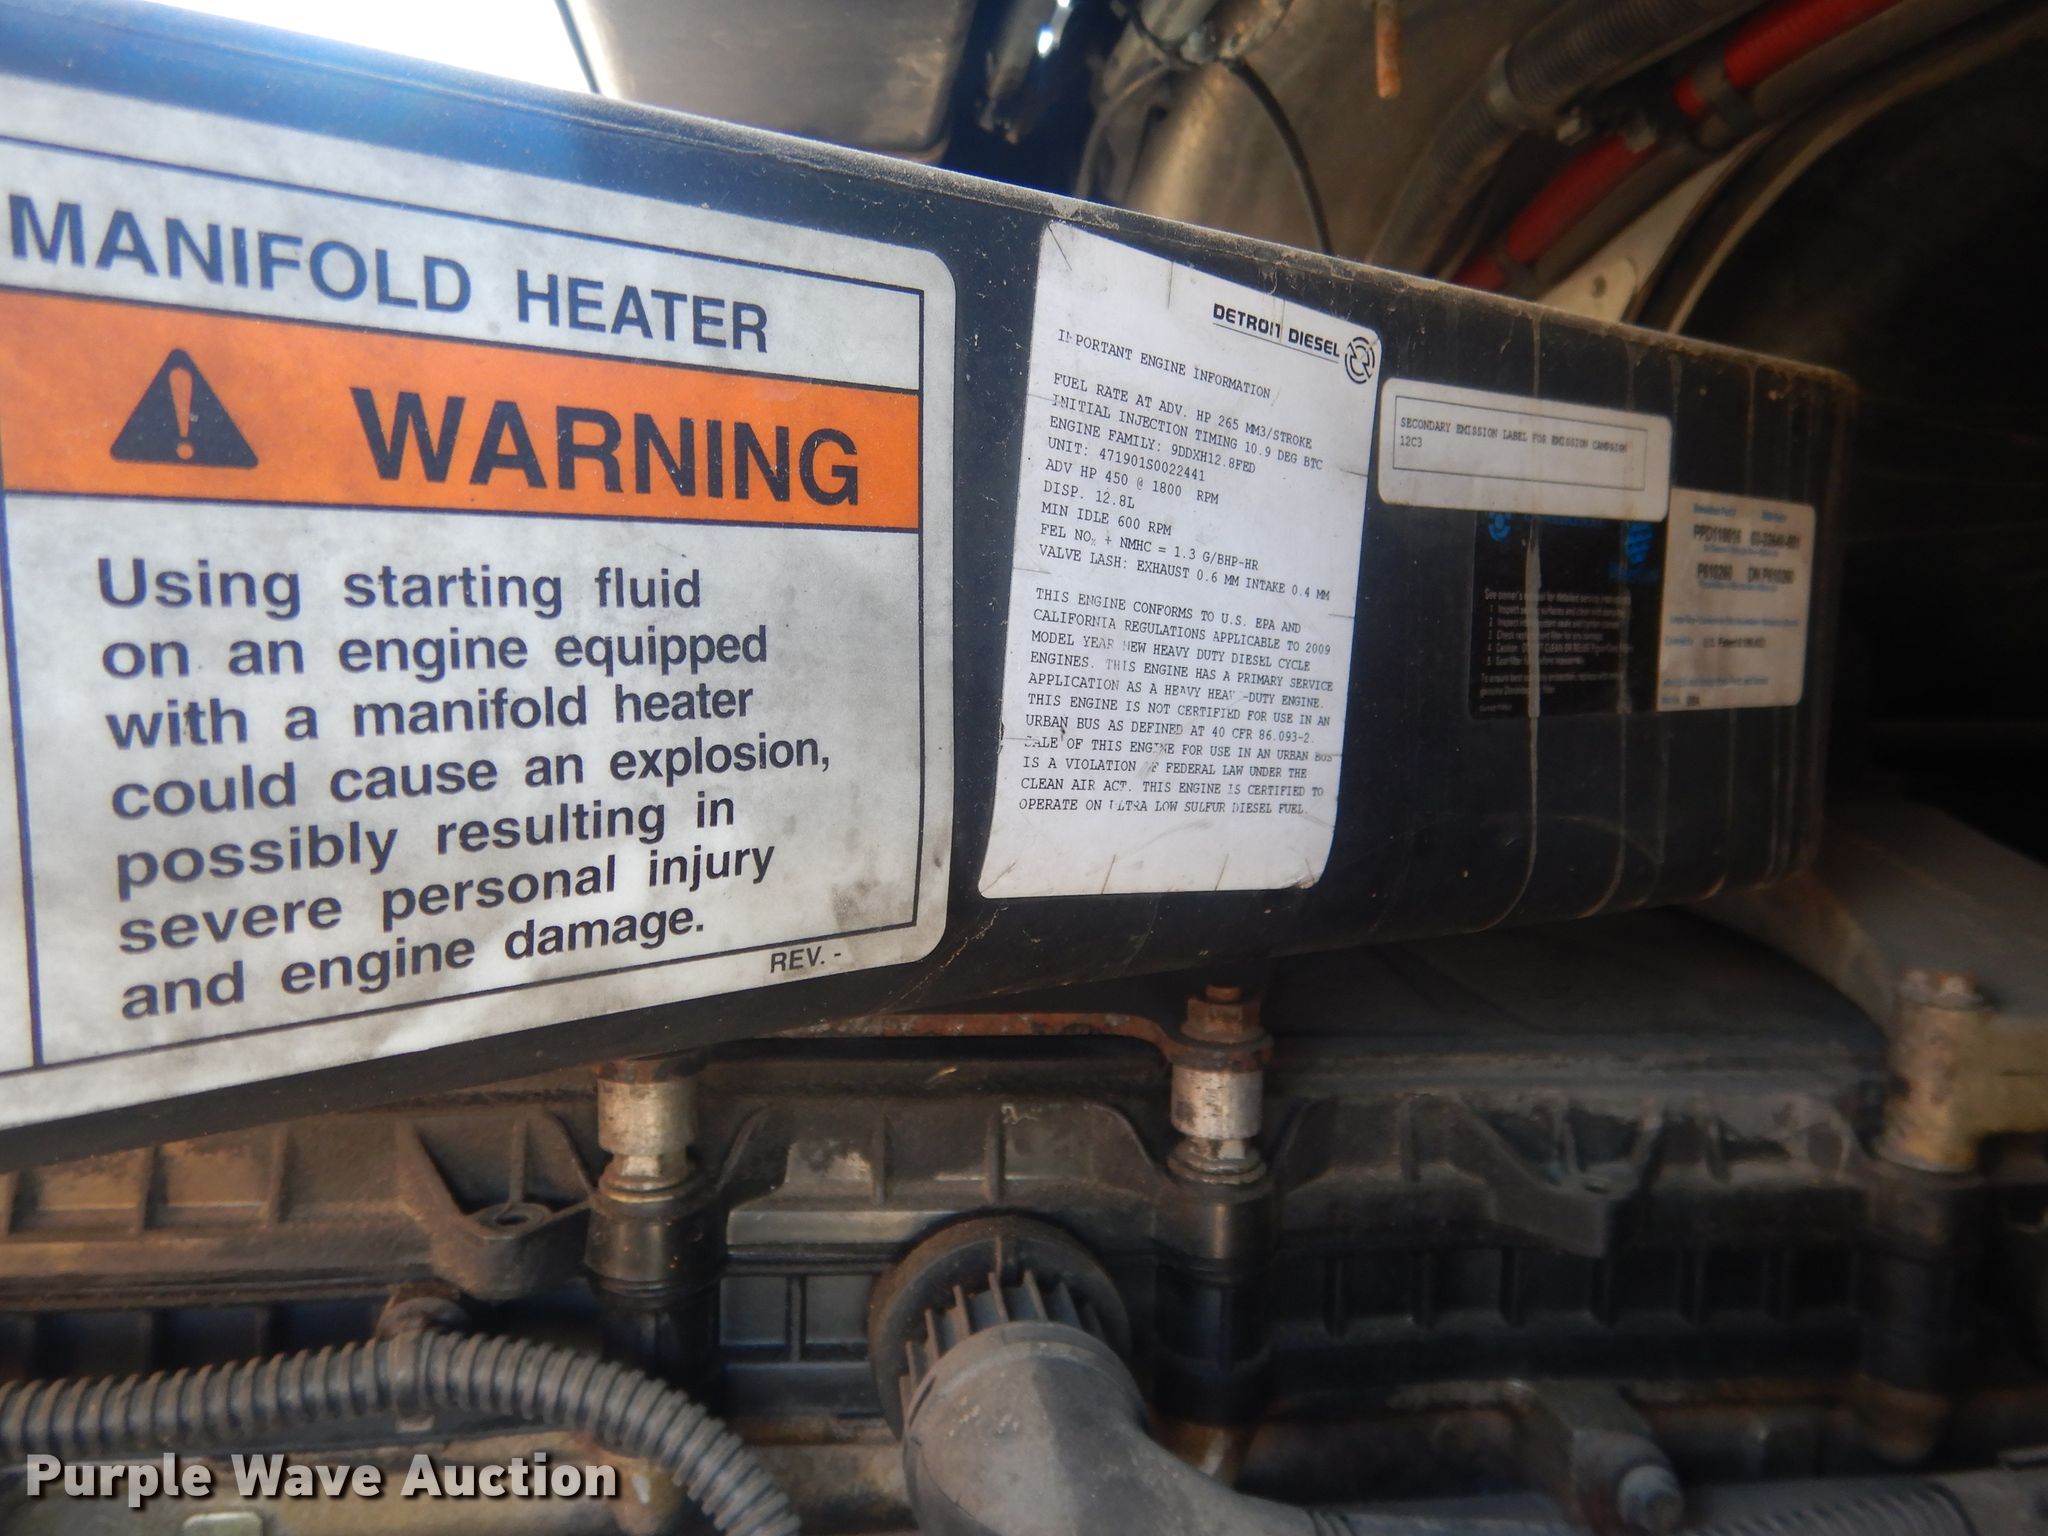 MANIFOLD HEATER
WARNING
Using starting fluid
on an engine equipped
with a manifold heater
could cause an explosion,
possibly resulting in
severe personal injury
and engine damage.
REV. -
DETROIT DIESEL
IMPORTANT ENGINE INFORMATION
FUEL RATE AT ADV. HP 265 MM3/STROKE
INITIAL INJECTION TIMING 10.9 DEG BTC
ENGINE FAMILY: 9DDXH12.8FED
UNIT: 471901S0022441
ADV HP 450 @ 1800 RPM
DISP. 12.8L
MIN IDLE 600 RPM
FEL NOx + NMHC = 1.3 G/BHP-HR
VALVE LASH: EXHAUST 0.6 MM INTAKE 0.4 MM
THIS ENGINE CONFORMS TO U.S. EPA AND
CALIFORNIA REGULATIONS APPLICABLE TO 2009
MODEL YEAR NEW HEAVY DUTY DIESEL CYCLE
ENGINES. THIS ENGINE HAS A PRIMARY SERVICE
APPLICATION AS A HEAVY HEAVY-DUTY ENGINE.
THIS ENGINE IS NOT CERTIFIED FOR USE IN AN
URBAN BUS AS DEFINED AT 40 CFR 86.093-2.
SALE OF THIS ENGINE FOR USE IN AN URBAN BUS
IS A VIOLATION OF FEDERAL LAW UNDER THE
CLEAN AIR ACT. THIS ENGINE IS CERTIFIED TO
OPERATE ON ULTRA LOW SULFUR DIESEL FUEL.
SECONDARY EMISSION LABEL FOR EMISSION CAMPAIGN
12C3
See owner's manual for detailed service
P610260 DN P610260
Purple Wave Auction